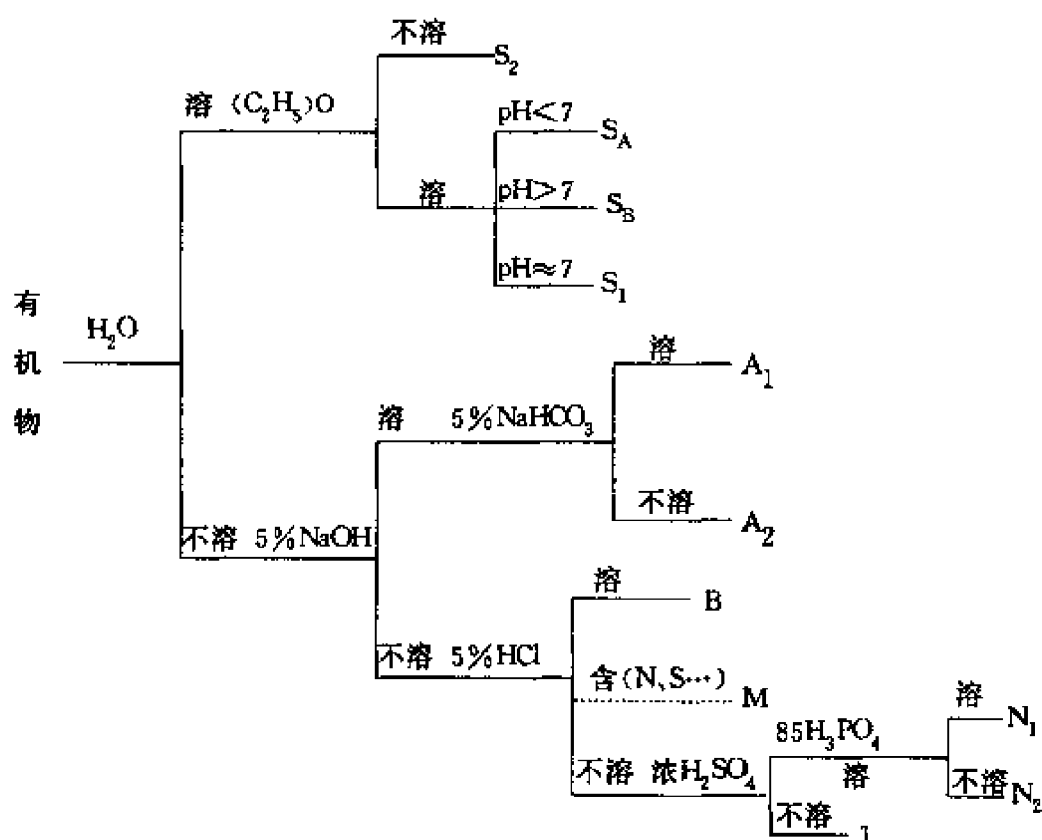 不溶 S₂
溶 (C₂H₅)O
pH<7 S_A
溶 pH>7 S_B
pH≈7 S₁
有机物
H₂O
溶 A₁
溶 5%NaHCO₃
不溶 A₂
不溶 5%NaOH
溶 B
不溶 5%HCl
含(N、S…) M
溶 N₁
85H₃PO₄
不溶 浓H₂SO₄ 溶 不溶 N₂
不溶